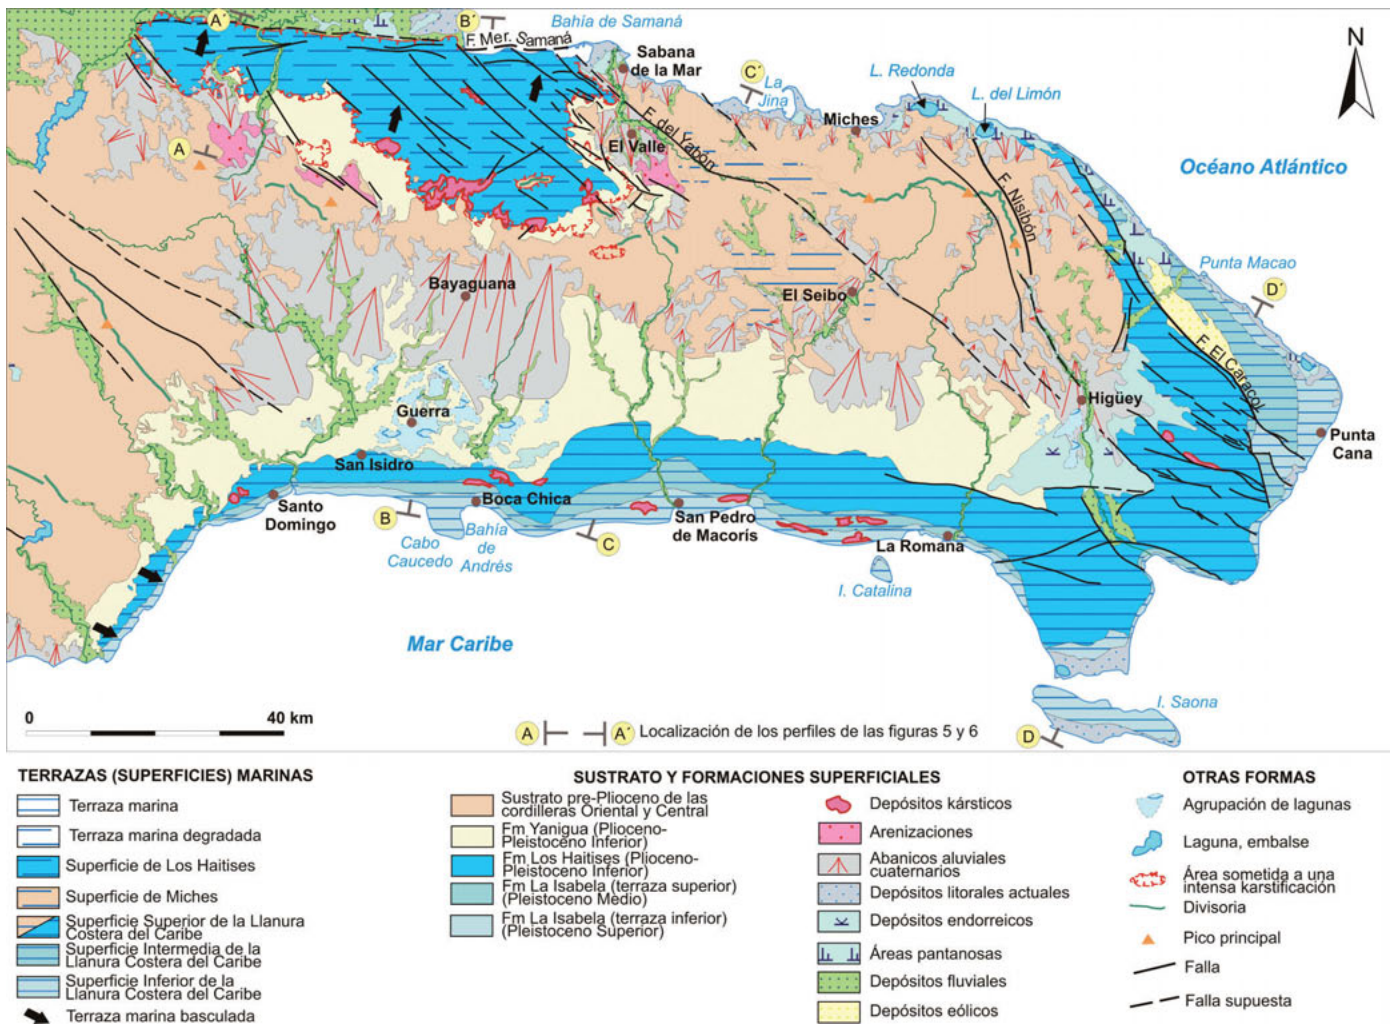 A´
B´
Bahía de Samaná
F. Mer. Samaná
Sabana
de la Mar
C´
La
Jina
L. Redonda
L. del Limón
N
Miches
Océano Atlántico
A
El Valle
F. del Yabón
F. Nisibón
Punta Macao
D´
Bayaguana
El Seibo
F. El Caracol
Guerra
Higüey
Punta
Cana
San Isidro
Santo
Domingo
Boca Chica
B
Cabo
Caucedo
Bahía
de
Andrés
C
San Pedro
de Macorís
La Romana
I. Catalina
Mar Caribe
I. Saona
D
0 40 km
A A´ Localización de los perfiles de las figuras 5 y 6
TERRAZAS (SUPERFICIES) MARINAS
Terraza marina
Terraza marina degradada
Superficie de Los Haitises
Superficie de Miches
Superficie Superior de la Llanura
Costera del Caribe
Superficie Intermedia de la
Llanura Costera del Caribe
Superficie Inferior de la
Llanura Costera del Caribe
Terraza marina basculada
SUSTRATO Y FORMACIONES SUPERFICIALES
Sustrato pre-Plioceno de las
cordilleras Oriental y Central
Fm Yanigua (Plioceno-
Pleistoceno Inferior)
Fm Los Haitises (Plioceno-
Pleistoceno Inferior)
Fm La Isabela (terraza superior)
(Pleistoceno Medio)
Fm La Isabela (terraza inferior)
(Pleistoceno Superior)
Depósitos kársticos
Arenizaciones
Abanicos aluviales
cuaternarios
Depósitos litorales actuales
Depósitos endorreicos
Áreas pantanosas
Depósitos fluviales
Depósitos eólicos
OTRAS FORMAS
Agrupación de lagunas
Laguna, embalse
Área sometida a una
intensa karstificación
Divisoria
Pico principal
Falla
Falla supuesta